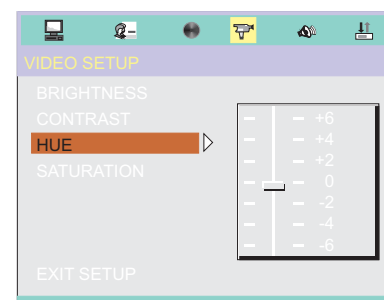 VIDEO SETUP
BRIGHTNESS
CONTRAST
HUE
SATURATION
+6
+4
+2
0
-2
-4
-6
EXIT SETUP